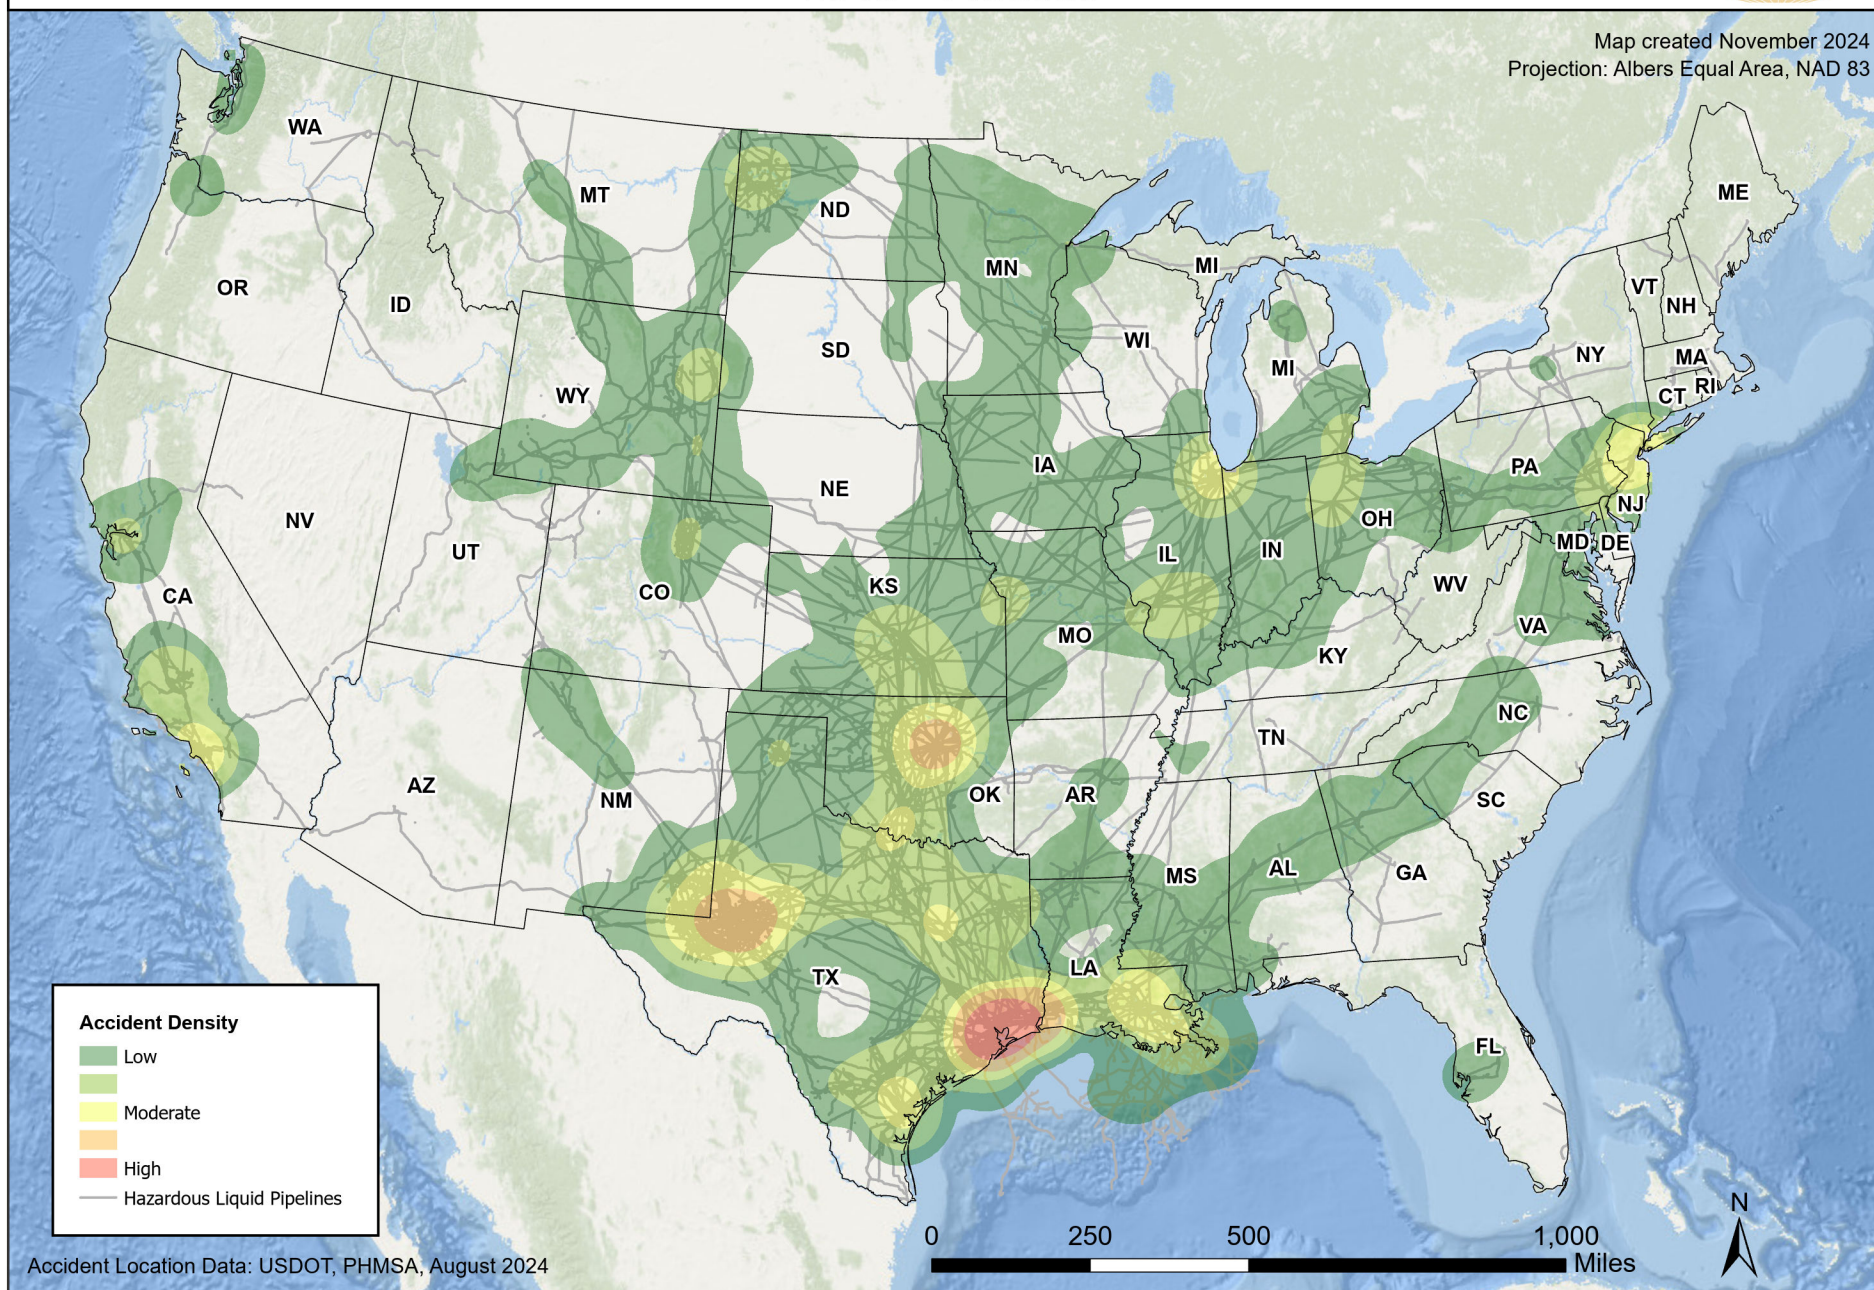 Map created November 2024
Projection: Albers Equal Area, NAD 83
WA
MT
ND
MN
MI
ME
VT
NH
OR
ID
SD
WI
MI
NY
MA
CT
RI
WY
NE
IA
PA
NJ
NV
UT
CO
KS
IL
IN
OH
MD
DE
CA
MO
WV
VA
KY
AZ
NM
OK
AR
TN
NC
SC
MS
AL
GA
TX
LA
FL
Accident Density
Low
Moderate
High
Hazardous Liquid Pipelines
Accident Location Data: USDOT, PHMSA, August 2024
0 250 500 1,000
Miles
N